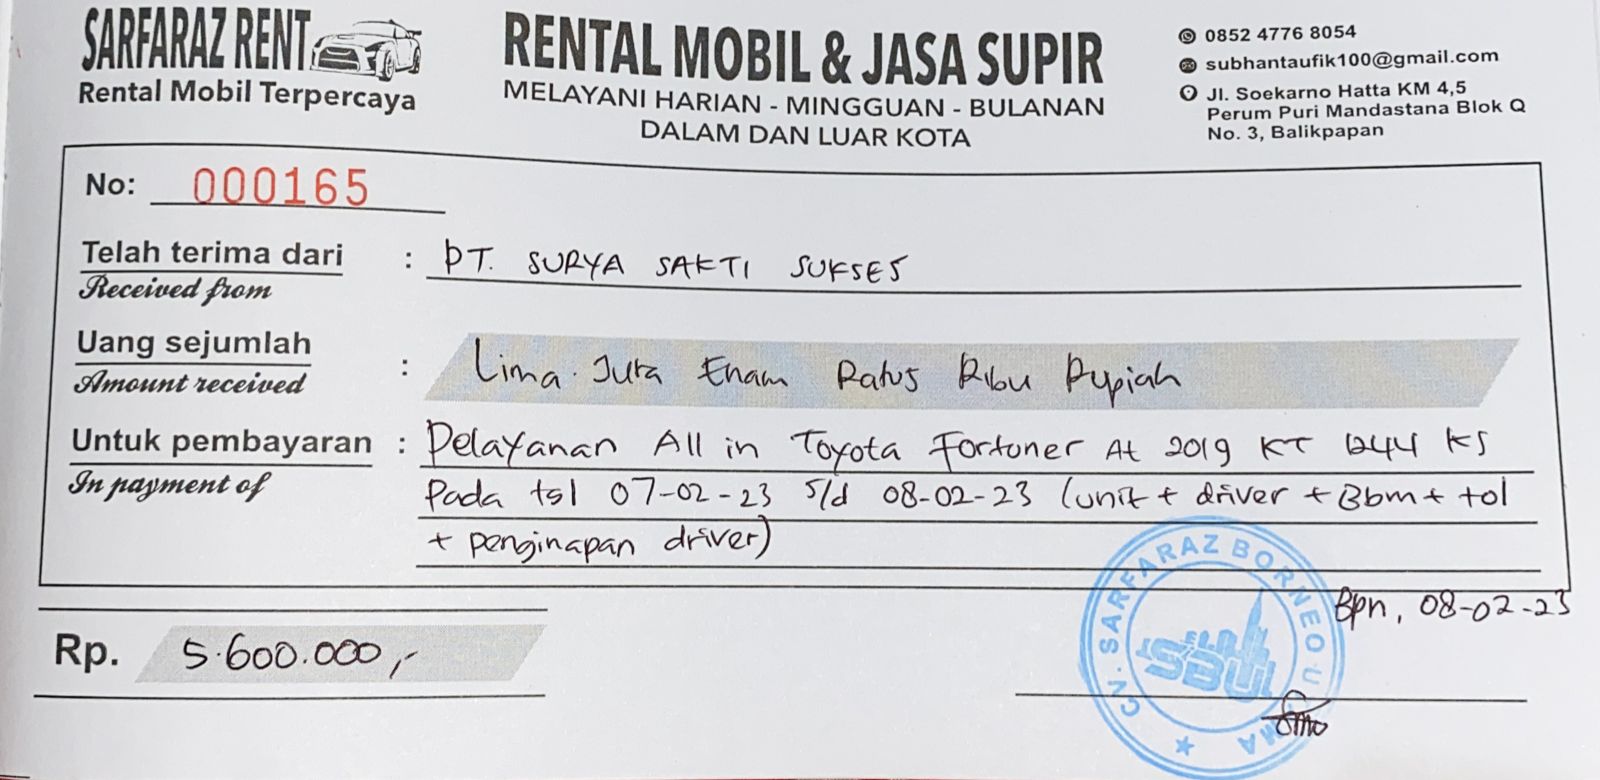 SARFARAZ RENT
Rental Mobil Terpercaya
RENTAL MOBIL & JASA SUPIR
MELAYANI HARIAN - MINGGUAN - BULANAN
DALAM DAN LUAR KOTA
0852 4776 8054
subhantaufik100@gmail.com
Jl. Soekarno Hatta KM 4,5
Perum Puri Mandastana Blok Q
No. 3, Balikpapan
No: 000165
Telah terima dari : PT. SURYA SAKTI SUKSES
Received from
Uang sejumlah : Lima Juta Enam Ratus Ribu Rupiah
Amount received
Untuk pembayaran : Pelayanan All in Toyota Fortuner At 2019 KT 1244 KS
In payment of
Pada tgl 07-02-23 s/d 08-02-23 (unit + driver + Bbm + tol
+ penginapan driver)
Bpn, 08-02-23
Rp. 5.600.000,-
CV. SARFARAZ BORNEO UTAMA
SBU